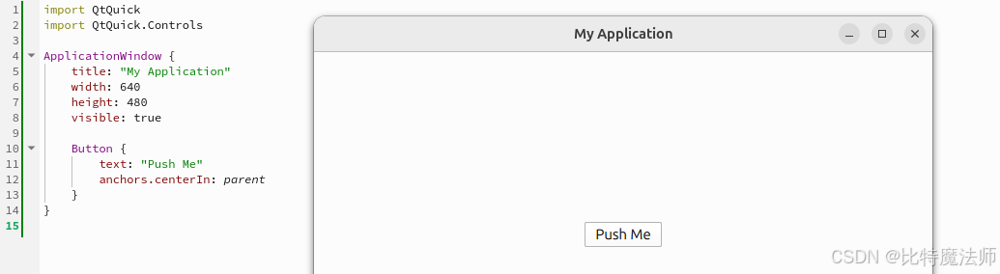 1 import QtQuick
2 import QtQuick.Controls
3
4 ApplicationWindow {
5     title: "My Application"
6     width: 640
7     height: 480
8     visible: true
9
10     Button {
11         text: "Push Me"
12         anchors.centerIn: parent
13     }
14 }
15
My Application
Push Me
CSDN @比特魔法师